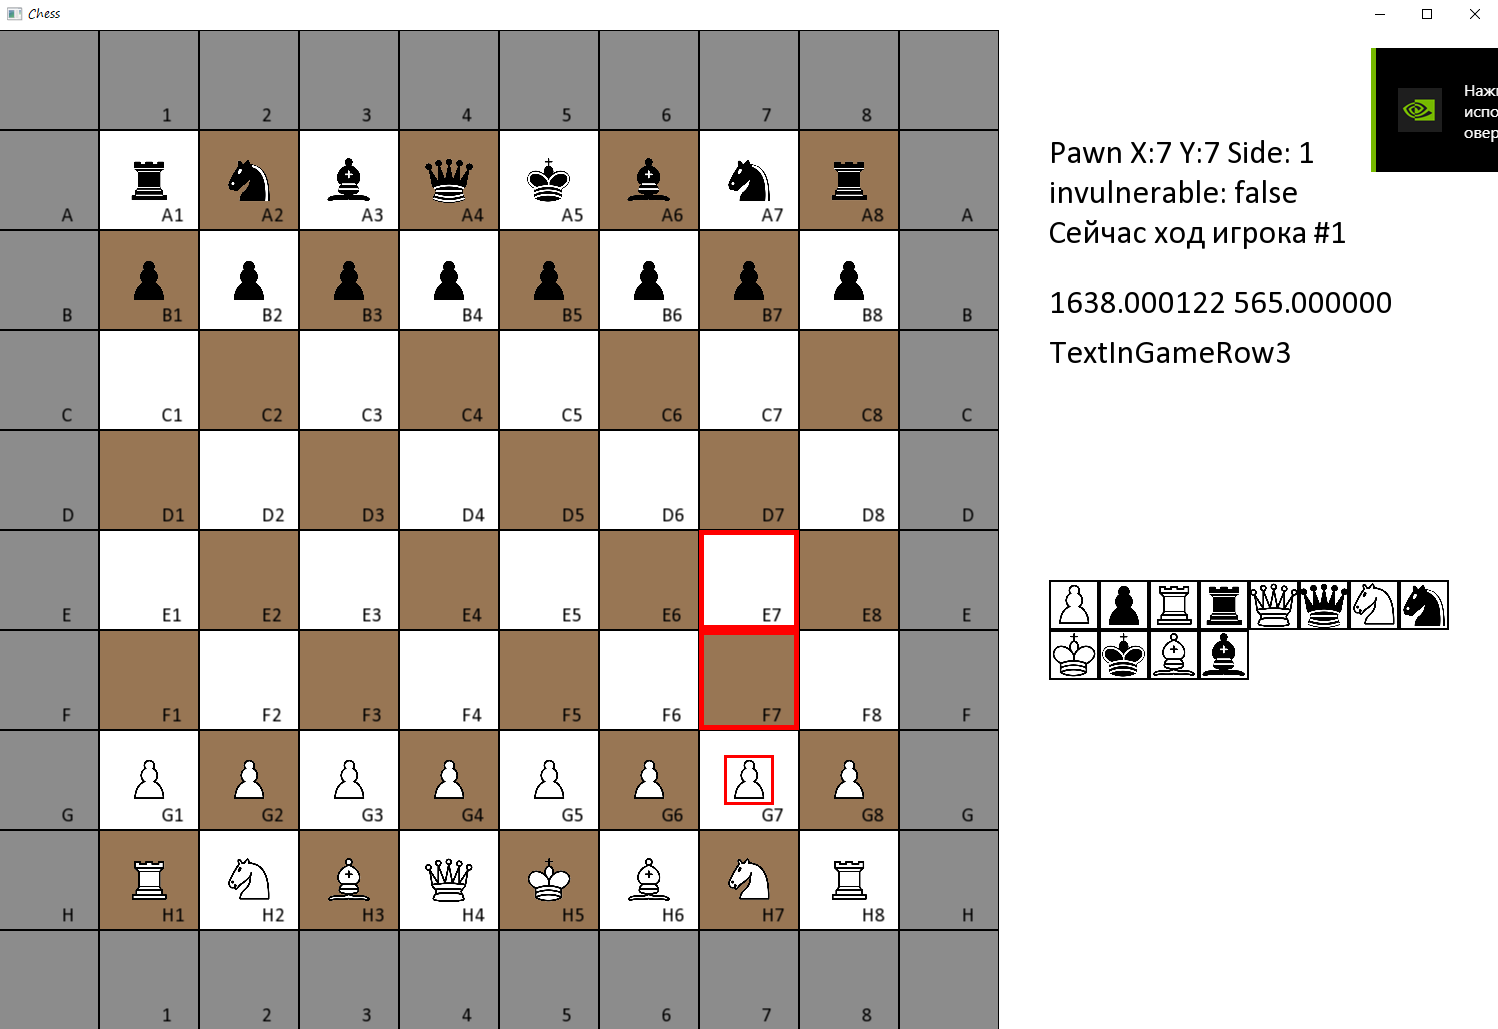 Chess
1 2 3 4 5 6 7 8
A A1 A2 A3 A4 A5 A6 A7 A8 A
B B1 B2 B3 B4 B5 B6 B7 B8 B
C C1 C2 C3 C4 C5 C6 C7 C8 C
D D1 D2 D3 D4 D5 D6 D7 D8 D
E E1 E2 E3 E4 E5 E6 E7 E8 E
F F1 F2 F3 F4 F5 F6 F7 F8 F
G G1 G2 G3 G4 G5 G6 G7 G8 G
H H1 H2 H3 H4 H5 H6 H7 H8 H
1 2 3 4 5 6 7 8
Pawn X:7 Y:7 Side: 1
invulnerable: false
Сейчас ход игрока #1
1638.000122 565.000000
TextInGameRow3